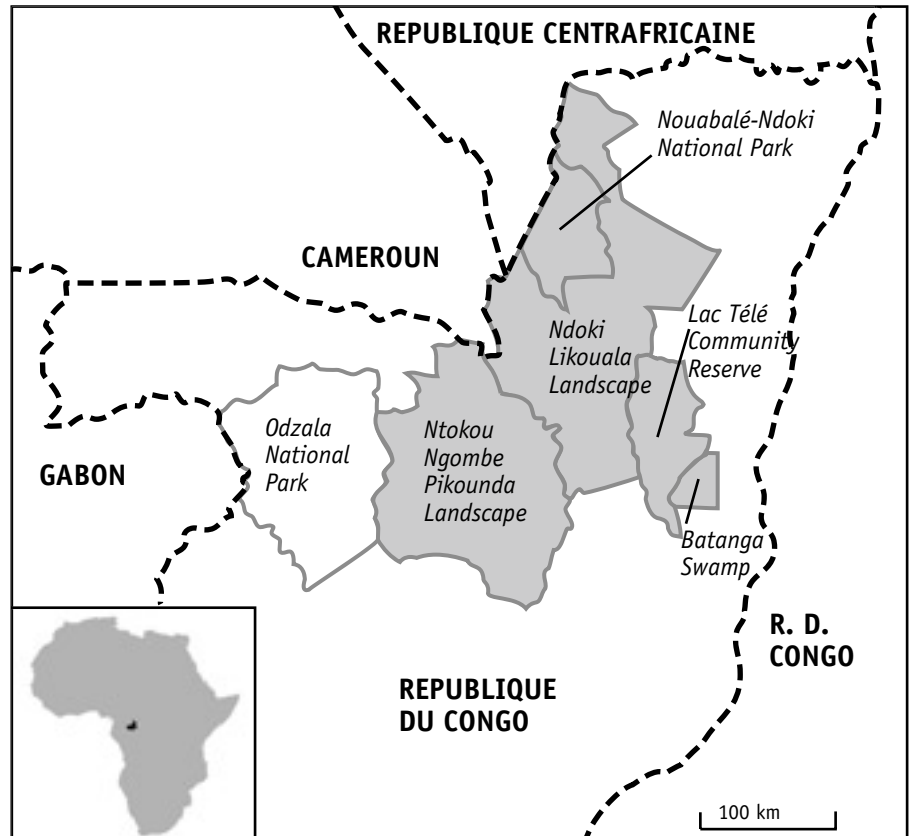 REPUBLIQUE CENTRAFRICAINE
Nouabalé-Ndoki
National Park
CAMEROUN
Ndoki
Likouala
Landscape
Lac Télé
Community
Reserve
Odzala
National
Park
Ntokou
Ngombe
Pikounda
Landscape
GABON
Batanga
Swamp
R. D.
CONGO
REPUBLIQUE
DU CONGO
100 km